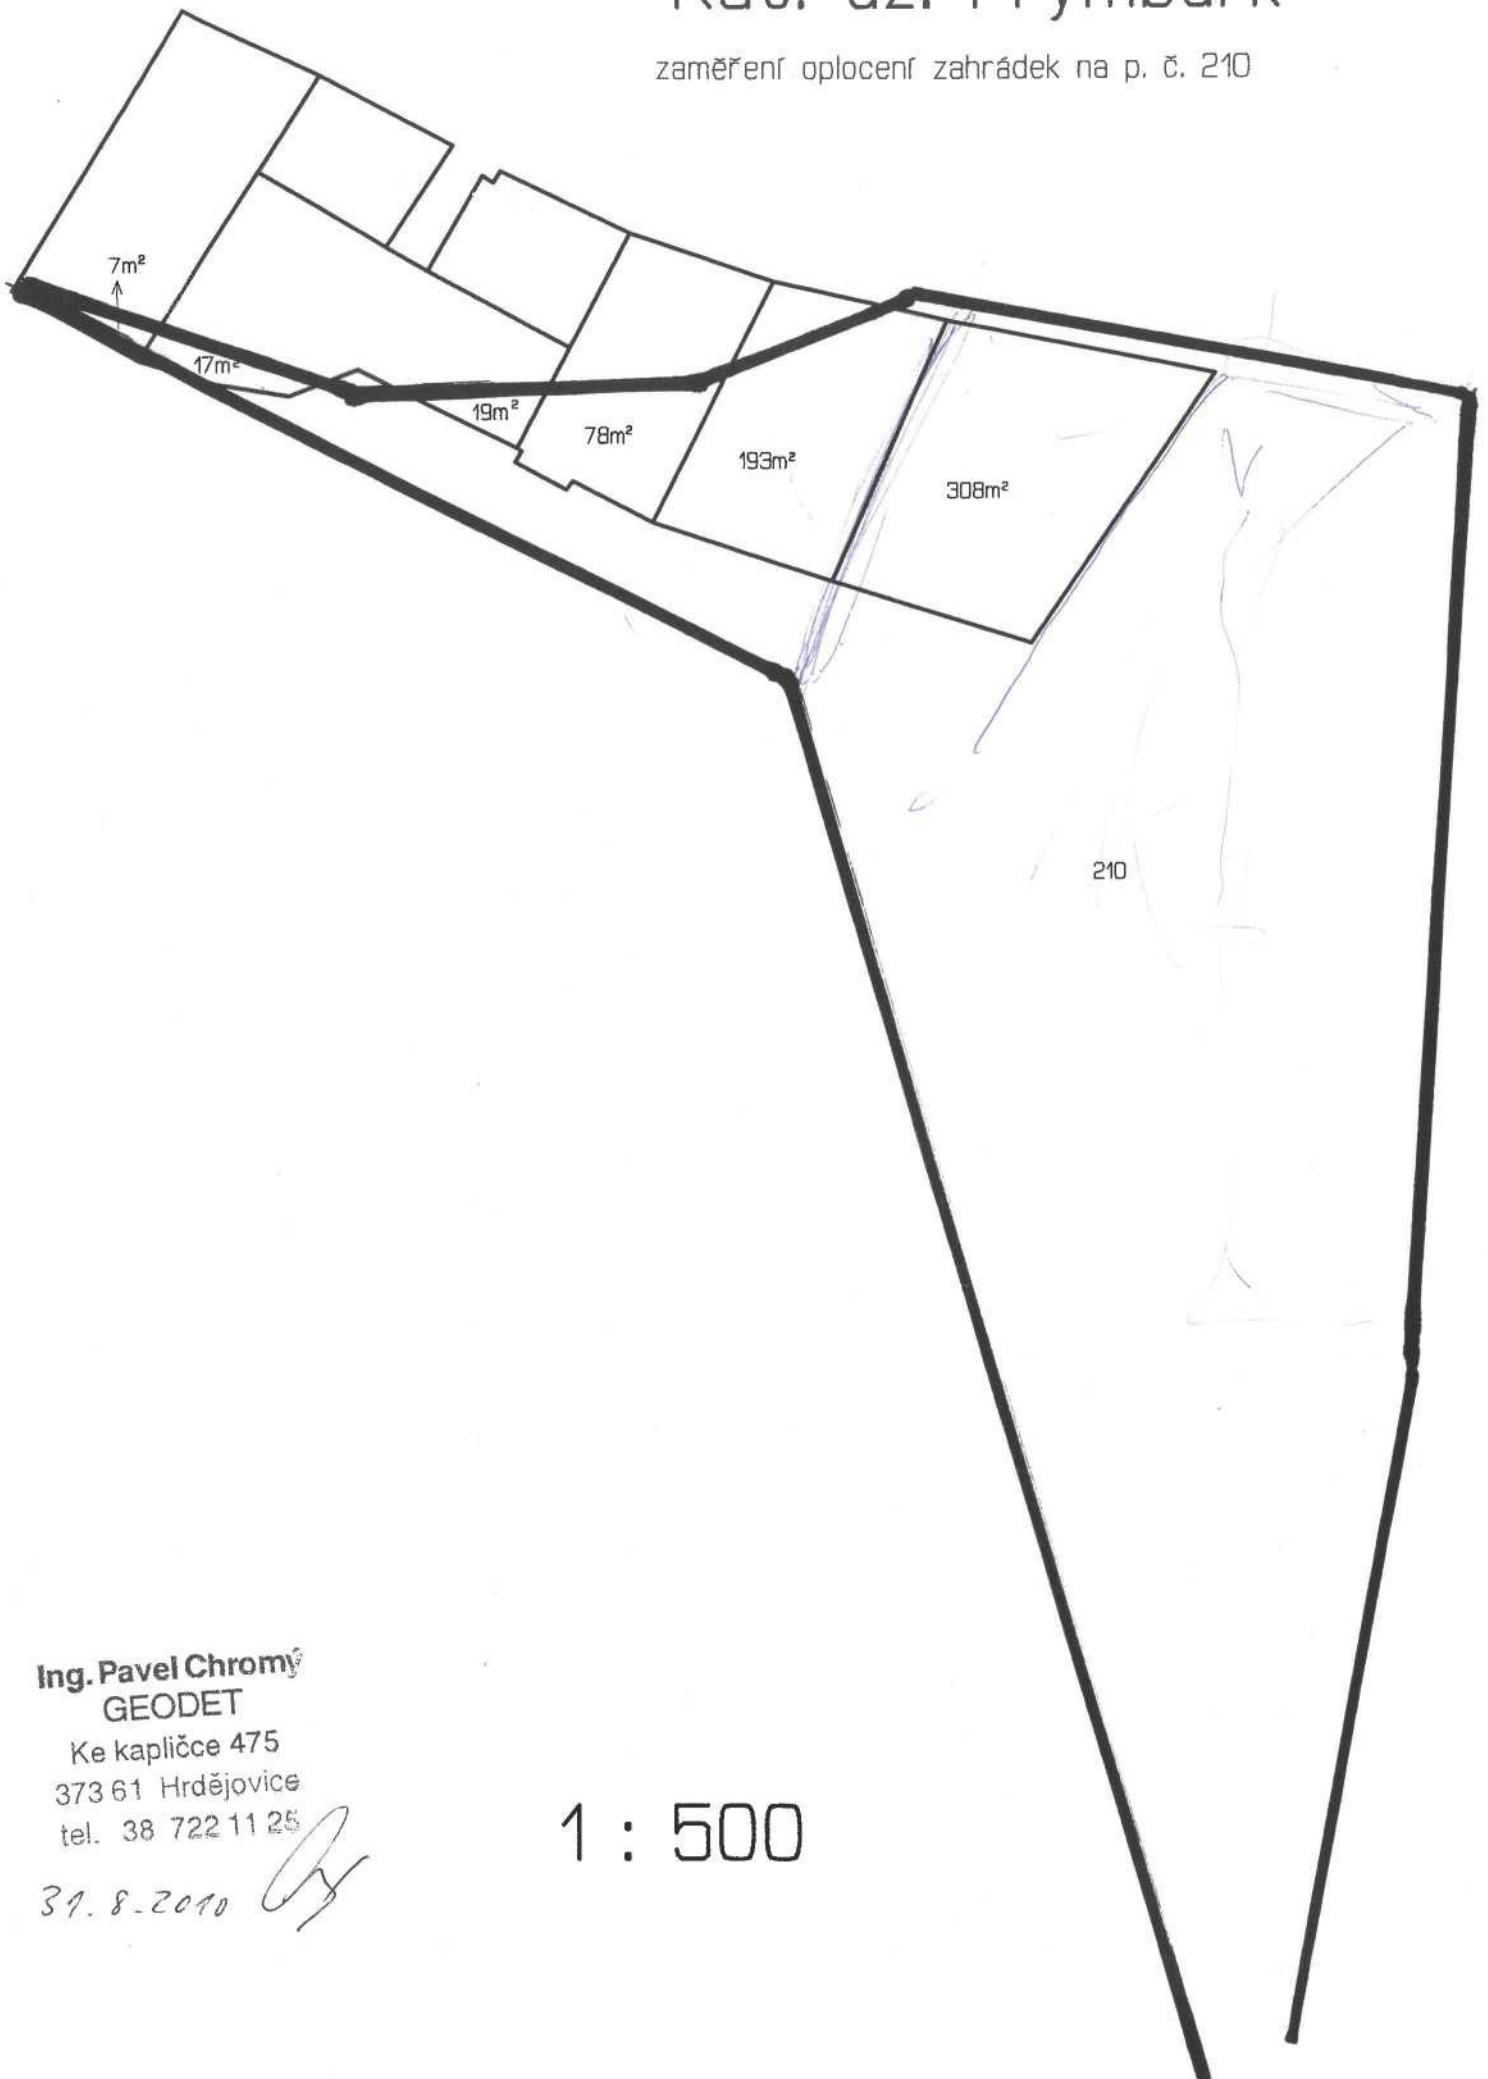 zaměření oplocení zahrádek na p. č. 210
7m²
17m²
19m²
78m²
193m²
308m²
210
Ing. Pavel Chromý
GEODET
Ke kapličce 475
373 61 Hrdějovice
tel. 38 722 11 25
31. 8. 2010
1 : 500